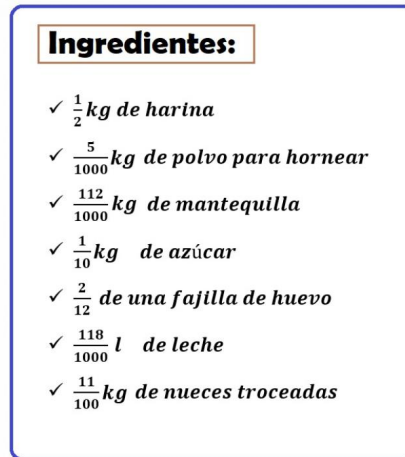 Ingredientes:
✓ 1/2 kg de harina
✓ 5/1000 kg de polvo para hornear
✓ 112/1000 kg de mantequilla
✓ 1/10 kg de azúcar
✓ 2/12 de una fajilla de huevo
✓ 118/1000 l de leche
✓ 11/100 kg de nueces troceadas